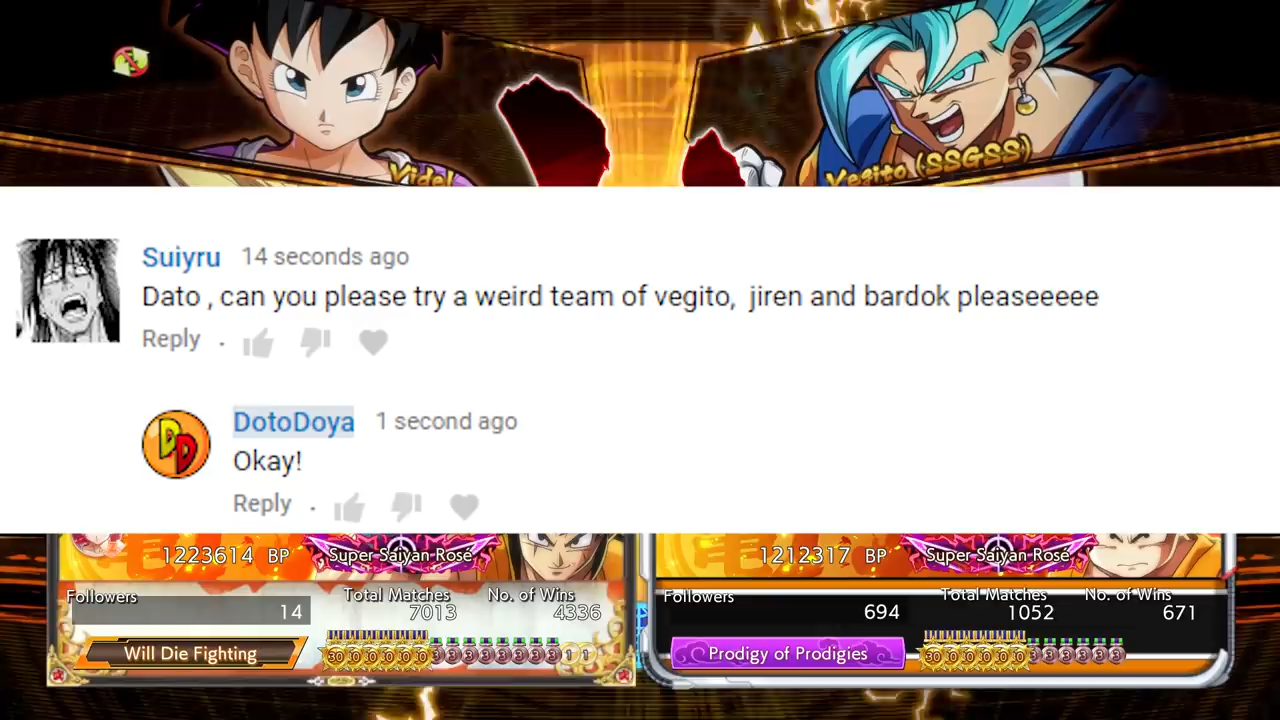 Videl
Vegito (SSGSS)
Suiyru 14 seconds ago
Dato , can you please try a weird team of vegito, jiren and bardok pleaseeeee
Reply .
DD
DotoDoya 1 second ago
Okay!
Reply .
1223614 BP Super Saiyan Rosé
1212317 BP Super Saiyan Rosé
Followers Total Matches No. of Wins
14 7013 4336
Followers Total Matches No. of Wins
694 1052 671
Will Die Fighting
Prodigy of Prodigies